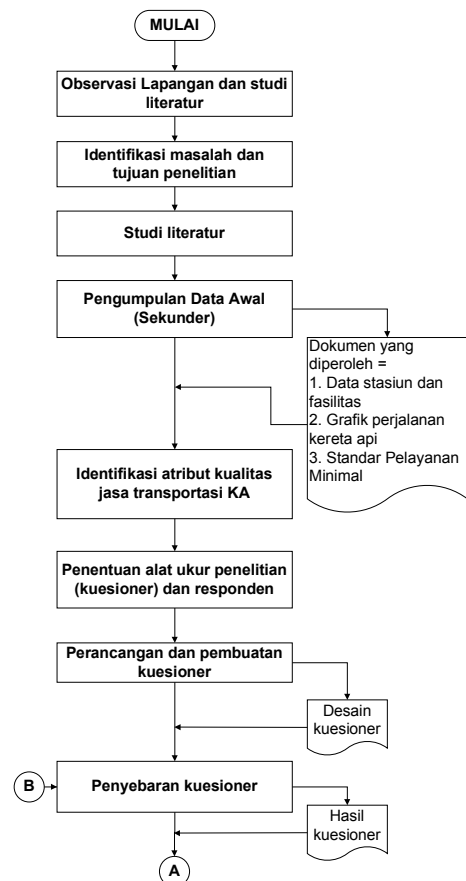 MULAI
Observasi Lapangan dan studi
literatur
Identifikasi masalah dan
tujuan penelitian
Studi literatur
Pengumpulan Data Awal
(Sekunder)
Dokumen yang
diperoleh =
1. Data stasiun dan
fasilitas
2. Grafik perjalanan
kereta api
3. Standar Pelayanan
Minimal
Identifikasi atribut kualitas
jasa transportasi KA
Penentuan alat ukur penelitian
(kuesioner) dan responden
Perancangan dan pembuatan
kuesioner
Desain
kuesioner
B
Penyebaran kuesioner
Hasil
kuesioner
A